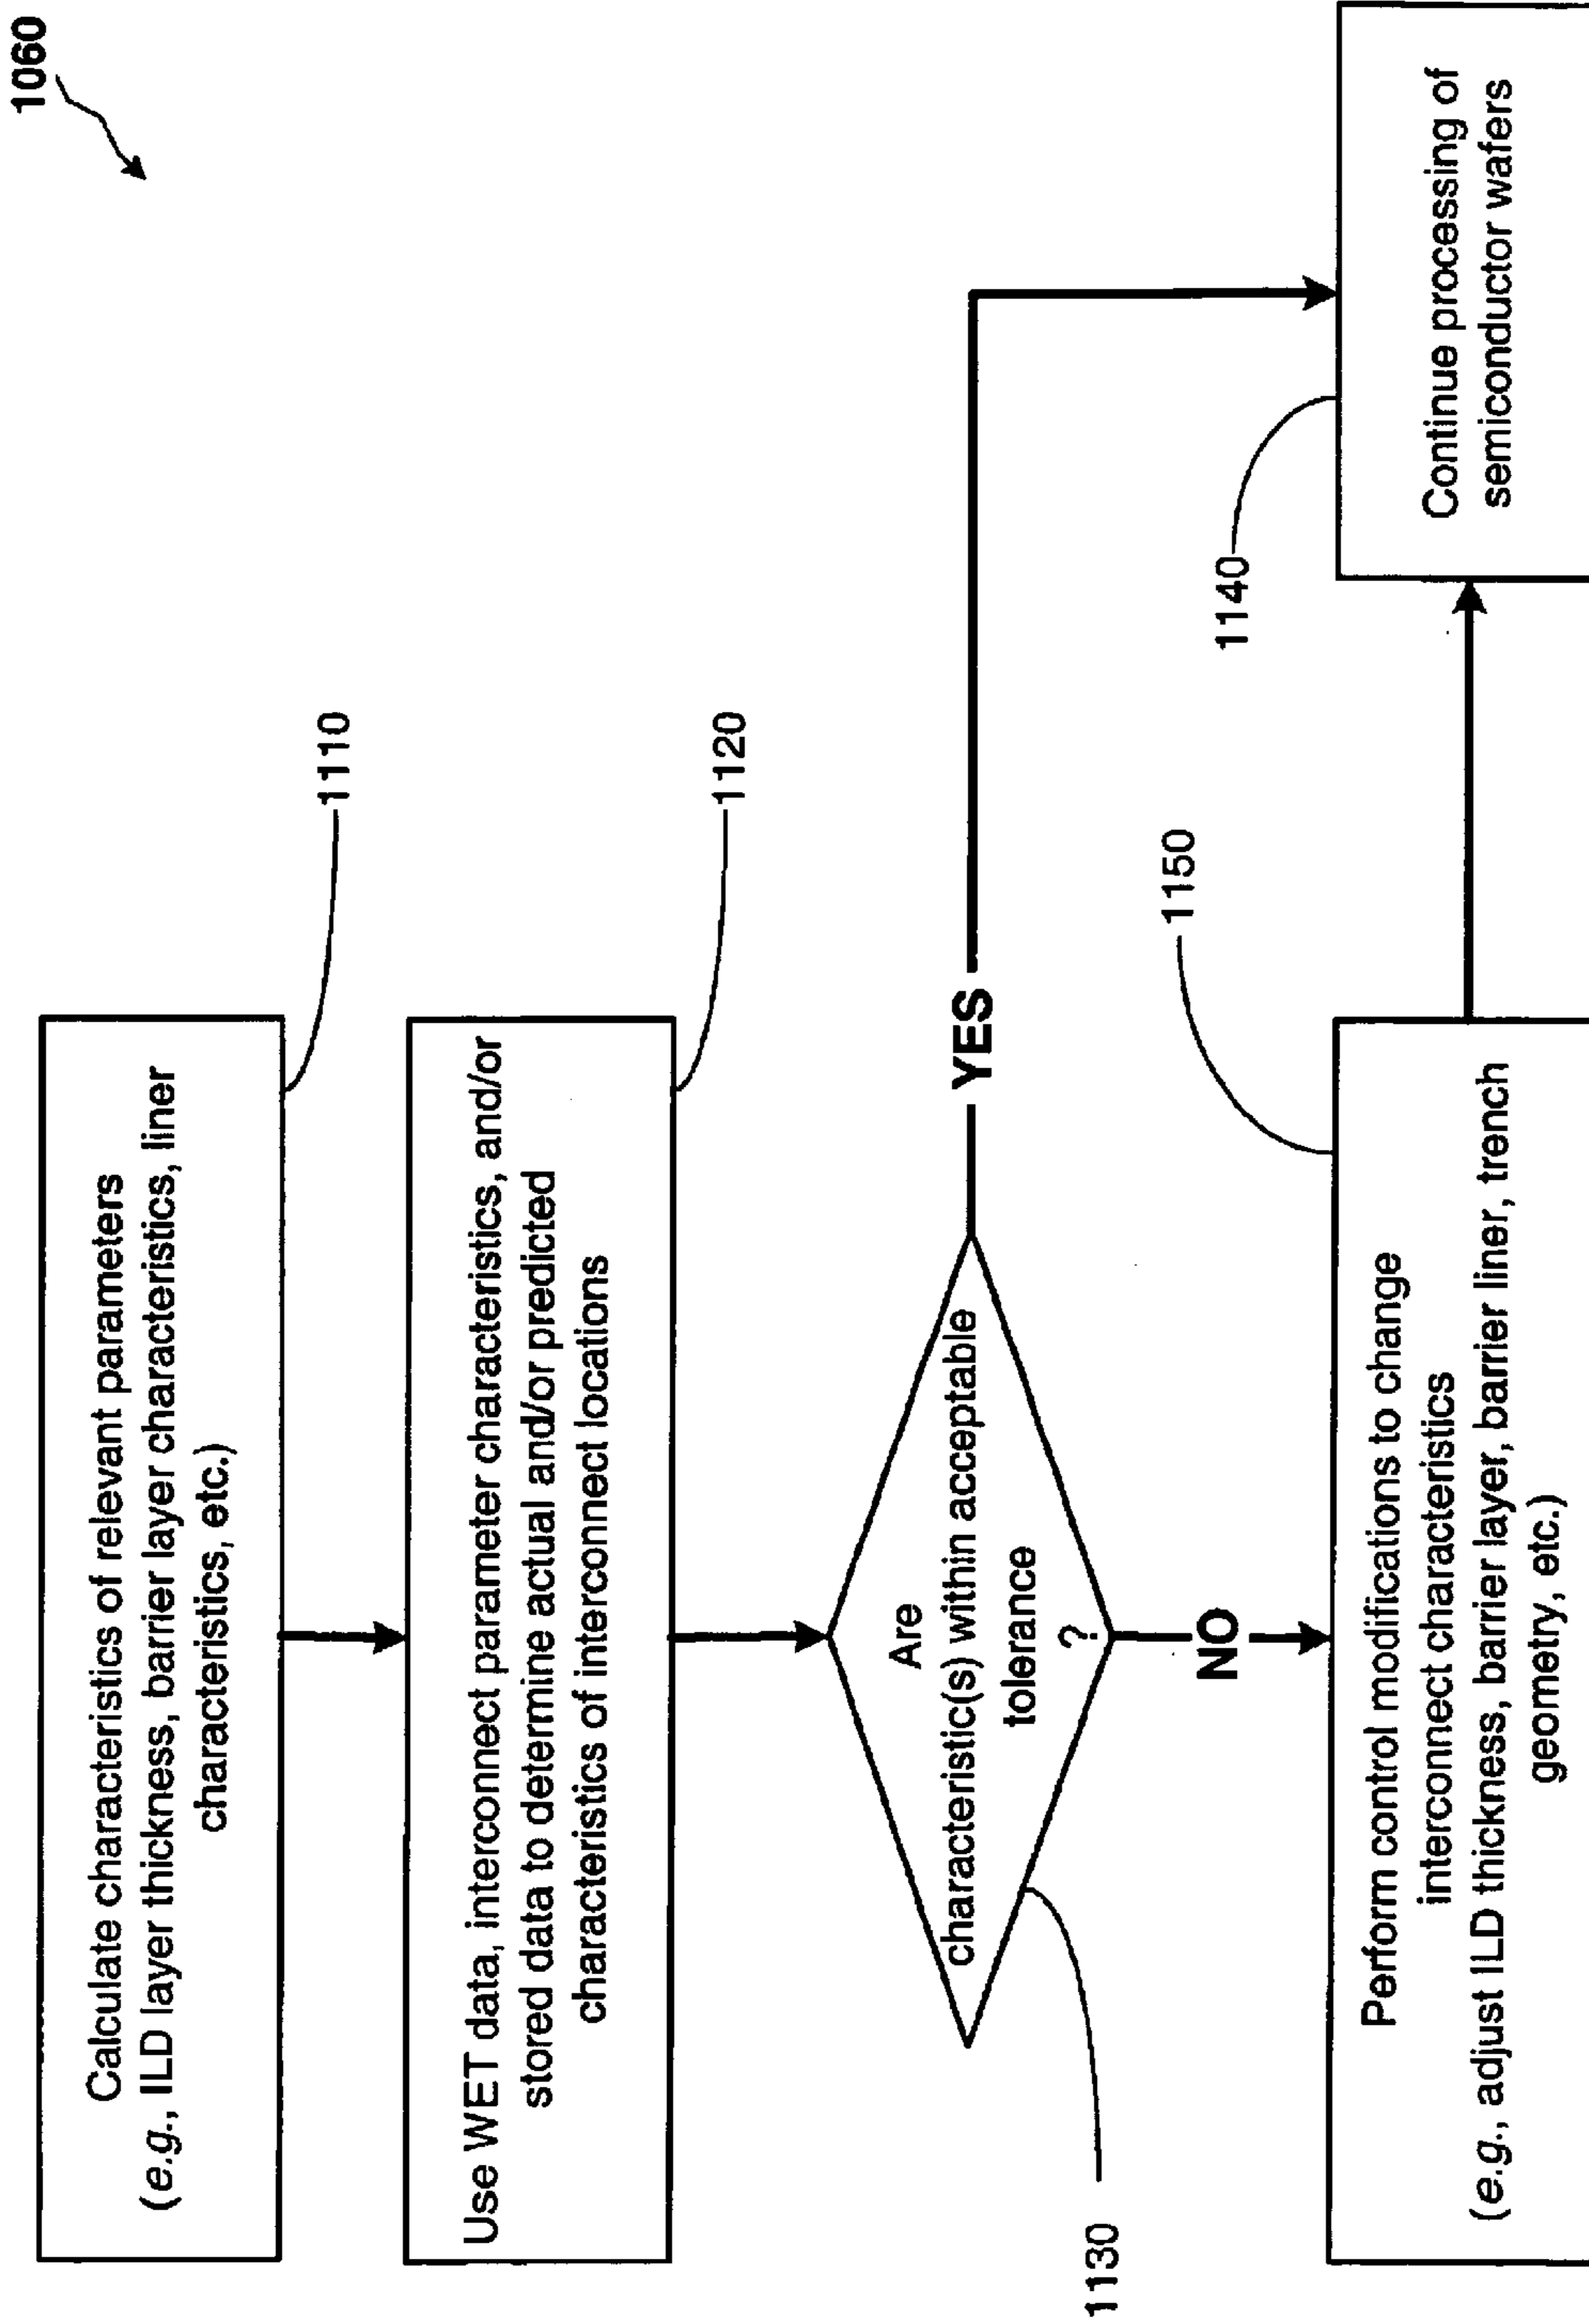 1060
Calculate characteristics of relevant parameters
(e.g., ILD layer thickness, barrier layer characteristics, liner
characteristics, etc.)
1110
Use WET data, interconnect parameter characteristics, and/or
stored data to determine actual and/or predicted
characteristics of interconnect locations
1120
Are
characteristic(s) within acceptable
tolerance
?
1130
YES
NO
1150
Perform control modifications to change
interconnect characteristics
(e.g., adjust ILD thickness, barrier layer, barrier liner, trench
geometry, etc.)
1140
Continue processing of
semiconductor wafers